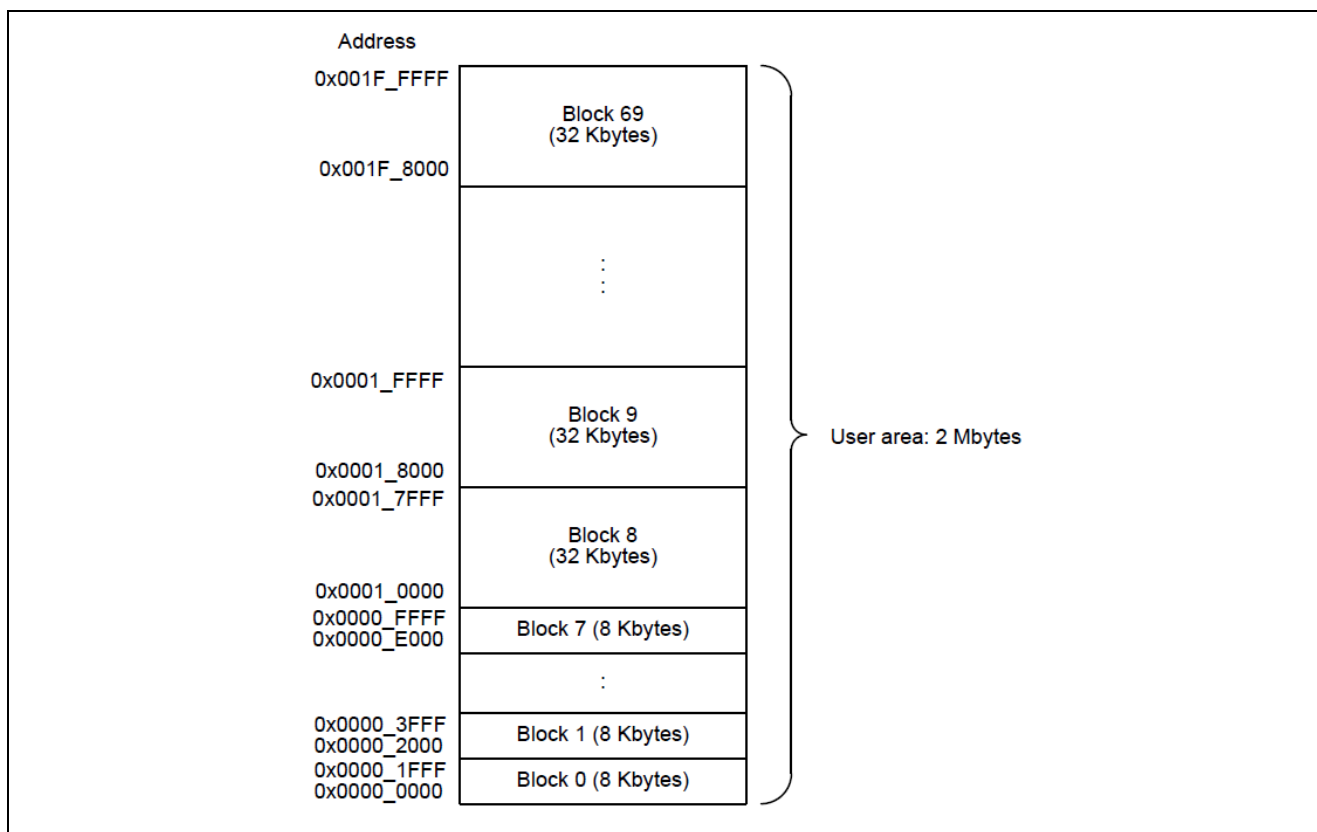 Address
0x001F_FFFF
Block 69
(32 Kbytes)
0x001F_8000
:
:
0x0001_FFFF
Block 9
(32 Kbytes)
User area: 2 Mbytes
0x0001_8000
0x0001_7FFF
Block 8
(32 Kbytes)
0x0001_0000
0x0000_FFFF
Block 7 (8 Kbytes)
0x0000_E000
:
0x0000_3FFF
Block 1 (8 Kbytes)
0x0000_2000
0x0000_1FFF
Block 0 (8 Kbytes)
0x0000_0000